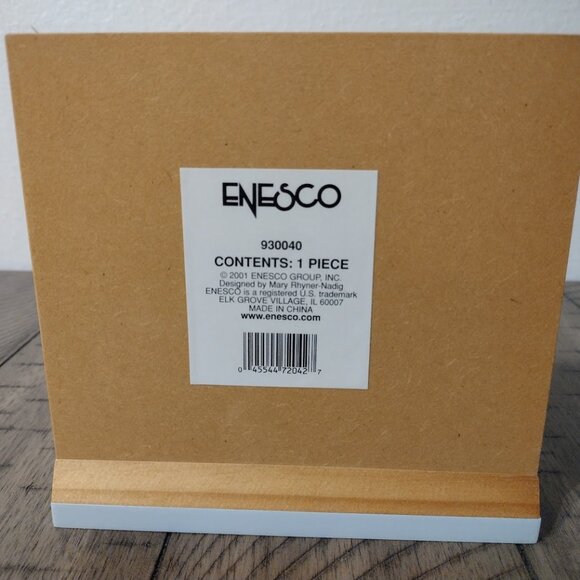 ENESCO
930040
CONTENTS: 1 PIECE
© 2001 ENESCO GROUP, INC.
Designed by Mary Rhyner-Nadig
ENESCO is a registered U.S. trademark
ELK GROVE VILLAGE, IL 60007
MADE IN CHINA
www.enesco.com
0 45544 72042 7